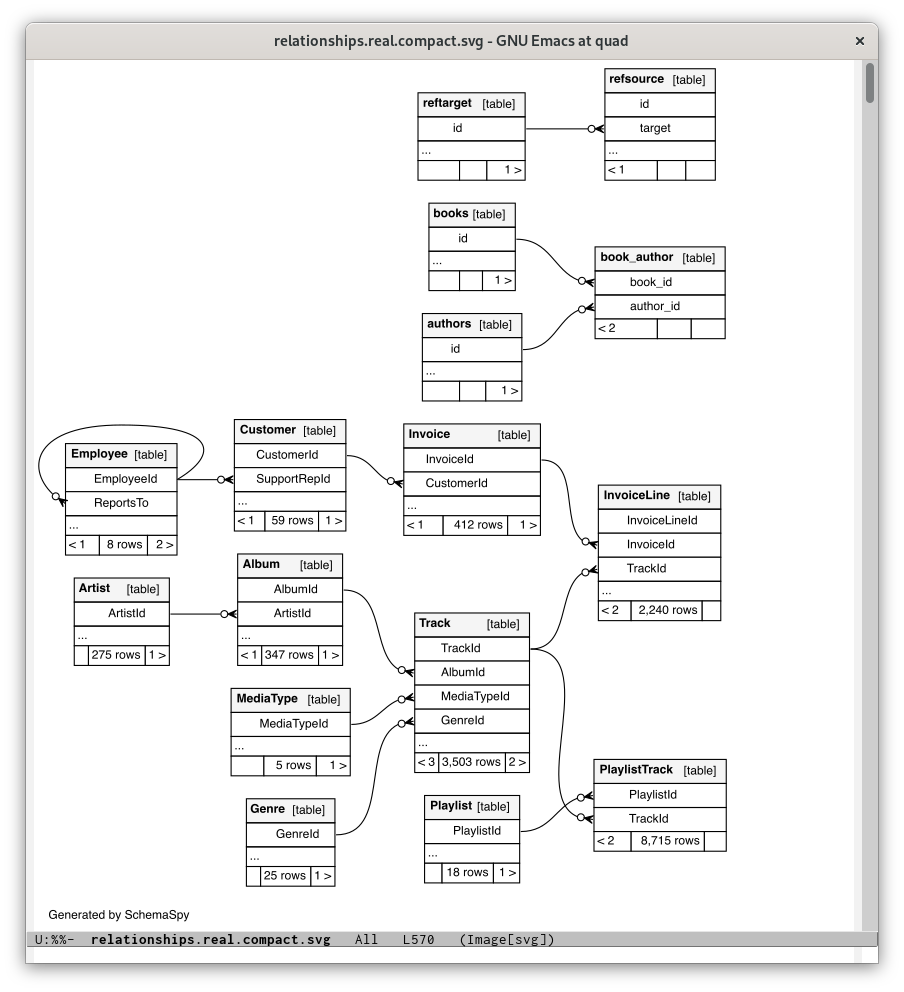 relationships.real.compact.svg - GNU Emacs at quad ×
refsource [table]
id
target
...
< 1
reftarget [table]
id
...
1 >
books [table]
id
...
1 >
book_author [table]
book_id
author_id
< 2
authors [table]
id
...
1 >
Employee [table]
EmployeeId
ReportsTo
...
< 1 8 rows 2 >
Customer [table]
CustomerId
SupportRepId
...
< 1 59 rows 1 >
Invoice [table]
InvoiceId
CustomerId
...
< 1 412 rows 1 >
InvoiceLine [table]
InvoiceLineId
InvoiceId
TrackId
...
< 2 2,240 rows
Artist [table]
ArtistId
...
275 rows 1 >
Album [table]
AlbumId
ArtistId
...
< 1 347 rows 1 >
Track [table]
TrackId
AlbumId
MediaTypeId
GenreId
...
< 3 3,503 rows 2 >
MediaType [table]
MediaTypeId
...
5 rows 1 >
Genre [table]
GenreId
...
25 rows 1 >
Playlist [table]
PlaylistId
...
18 rows 1 >
PlaylistTrack [table]
PlaylistId
TrackId
< 2 8,715 rows
Generated by SchemaSpy
U:%%- relationships.real.compact.svg All L570 (Image[svg])